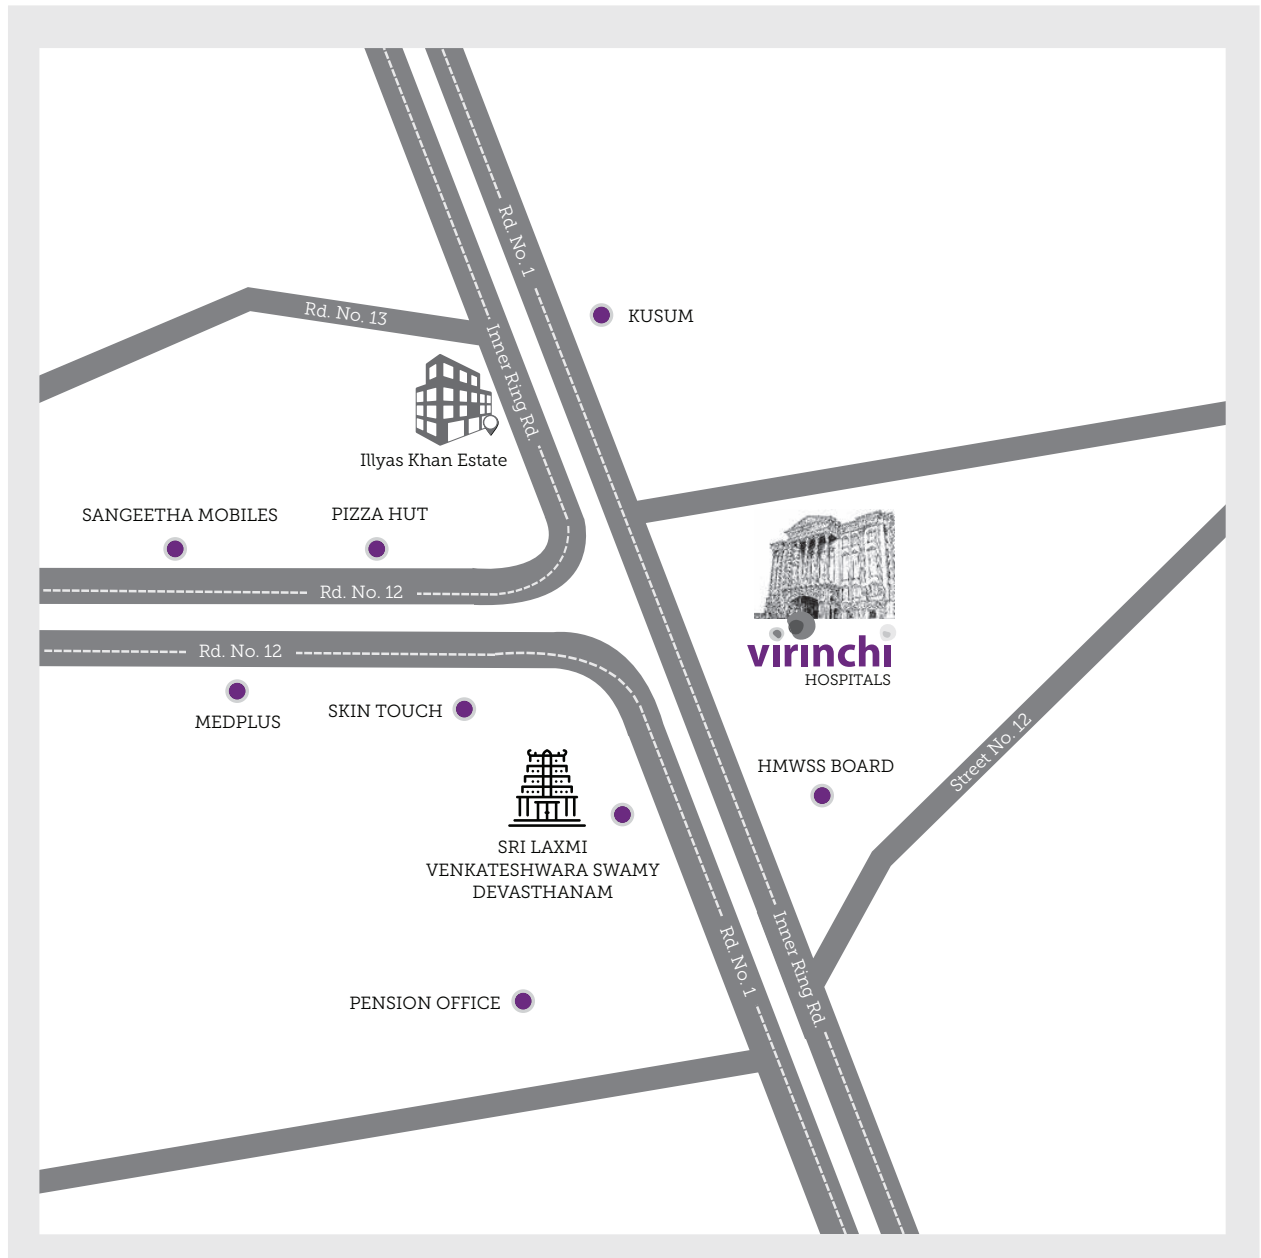 Rd. No. 1
KUSUM
Rd. No. 13
Inner Ring Rd.
Illyas Khan Estate
SANGEETHA MOBILES
PIZZA HUT
Rd. No. 12
Rd. No. 12
virinchi
HOSPITALS
MEDPLUS
SKIN TOUCH
HMWSS BOARD
Street No. 12
SRI LAXMI
VENKATESHWARA SWAMY
DEVASTHANAM
Rd. No. 1
Inner Ring Rd.
PENSION OFFICE